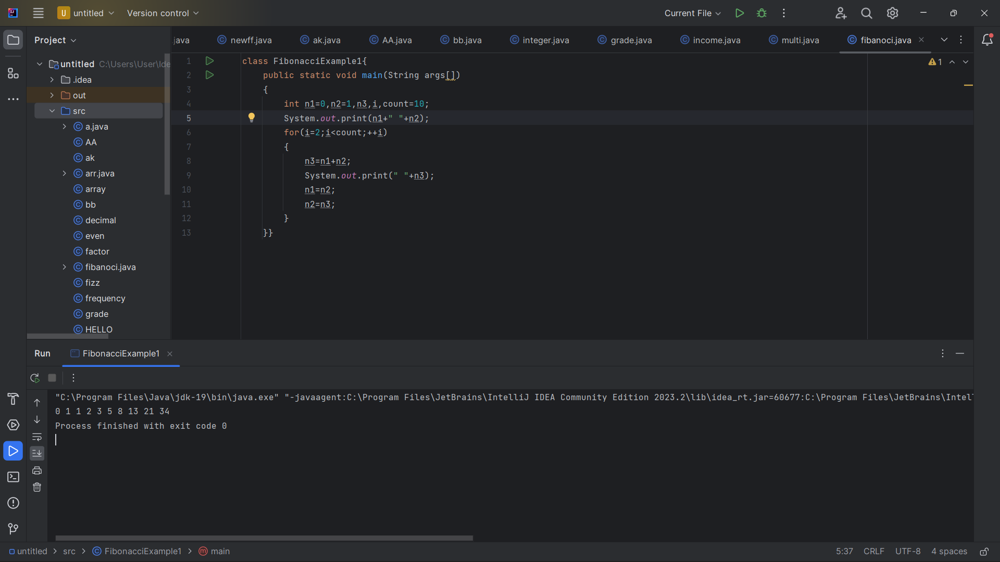 untitled
Version control
Current File
Project
java
newff.java
ak.java
AA.java
bb.java
integer.java
grade.java
income.java
multi.java
fibanoci.java
untitled C:\Users\User\Ide
.idea
out
src
a.java
AA
ak
arr.java
array
bb
decimal
even
factor
fibanoci.java
fizz
frequency
grade
HELLO
1 class FibonacciExample1{
2 public static void main(String args[])
3 {
4 int n1=0,n2=1,n3,i,count=10;
5 System.out.print(n1+" "+n2);
6 for(i=2;i<count;++i)
7 {
8 n3=n1+n2;
9 System.out.print(" "+n3);
10 n1=n2;
11 n2=n3;
12 }
13 }}
1
Run
FibonacciExample1
"C:\Program Files\Java\jdk-19\bin\java.exe" "-javaagent:C:\Program Files\JetBrains\IntelliJ IDEA Community Edition 2023.2\lib\idea_rt.jar=60677:C:\Program Files\JetBrains\Intel
0 1 1 2 3 5 8 13 21 34
Process finished with exit code 0
untitled > src > FibonacciExample1 > main
5:37 CRLF UTF-8 4 spaces